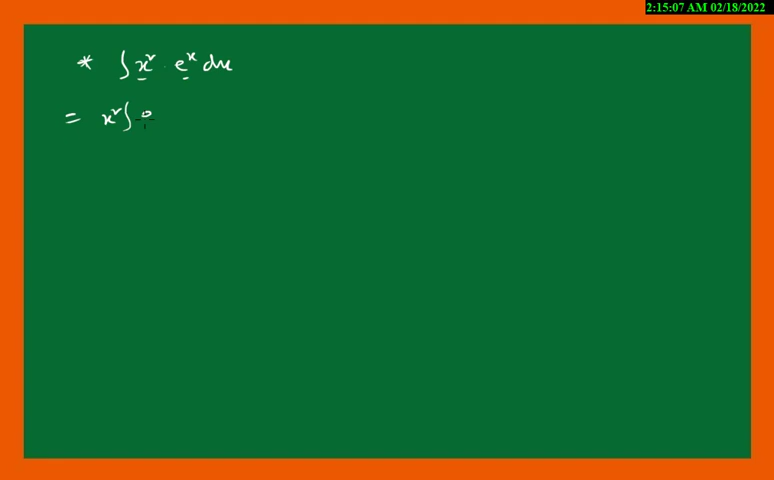 2:15:07 AM 02/18/2022
* ∫ x² · eˣ dx
= x² ∫